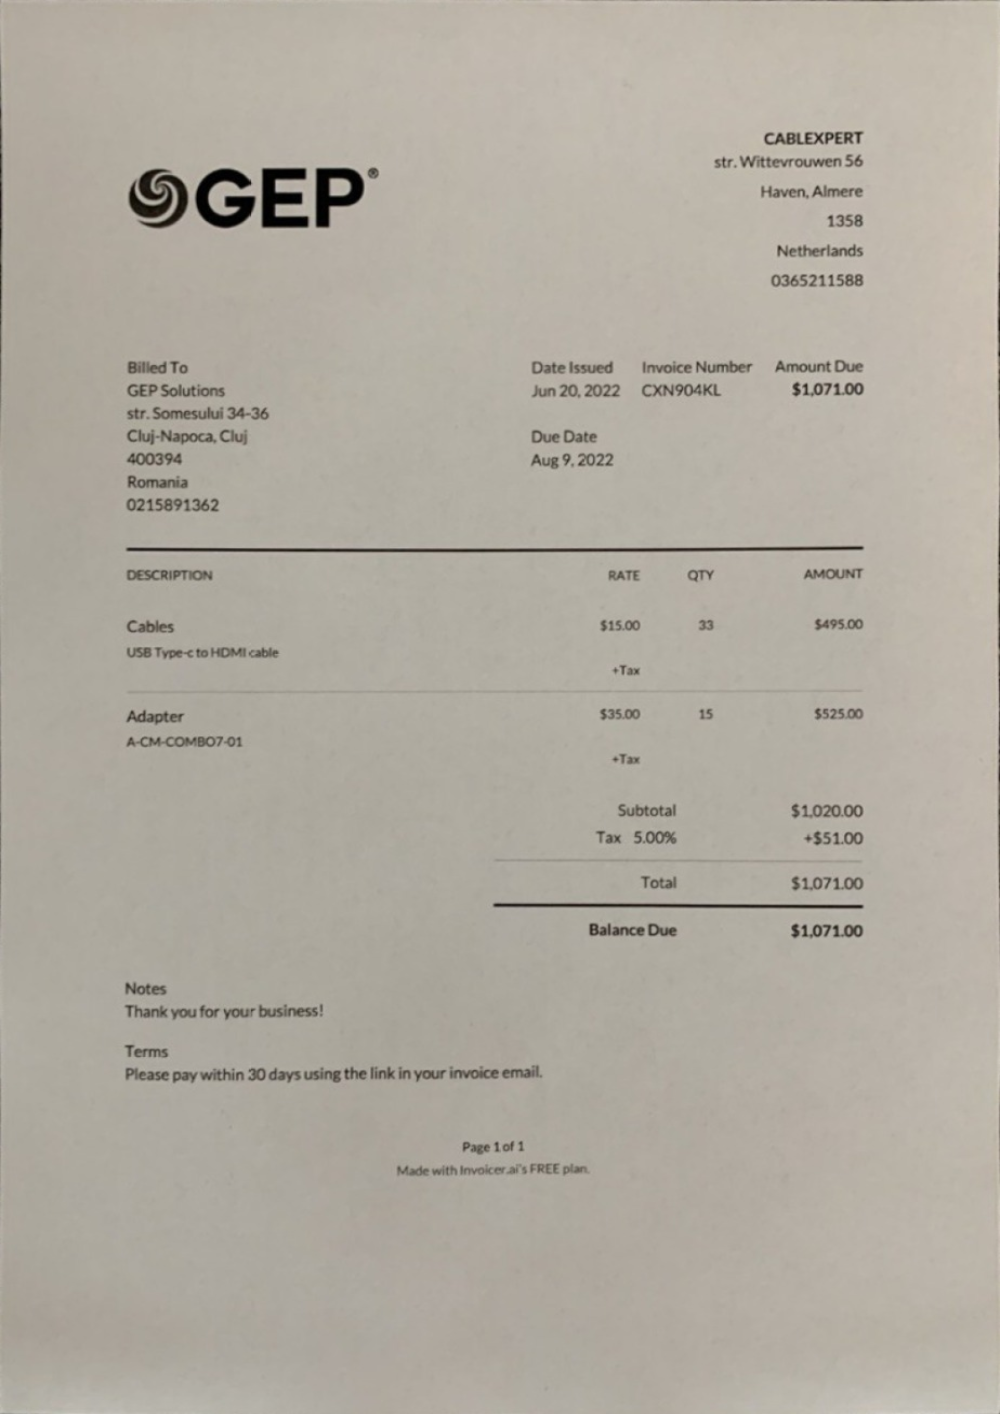 GEP®
CABLEXPERT
str. Wittevrouwen 56
Haven, Almere
1358
Netherlands
0365211588
Billed To
GEP Solutions
str. Somesului 34-36
Cluj-Napoca, Cluj
400394
Romania
0215891362
Date Issued Invoice Number Amount Due
Jun 20, 2022 CXN904KL $1,071.00
Due Date
Aug 9, 2022
DESCRIPTION RATE QTY AMOUNT
Cables $15.00 33 $495.00
USB Type-c to HDMI cable
+Tax
Adapter $35.00 15 $525.00
A-CM-COMBO7-01
+Tax
Subtotal $1,020.00
Tax 5.00% +$51.00
Total $1,071.00
Balance Due $1,071.00
Notes
Thank you for your business!
Terms
Please pay within 30 days using the link in your invoice email.
Page 1 of 1
Made with Invoicer.ai's FREE plan.